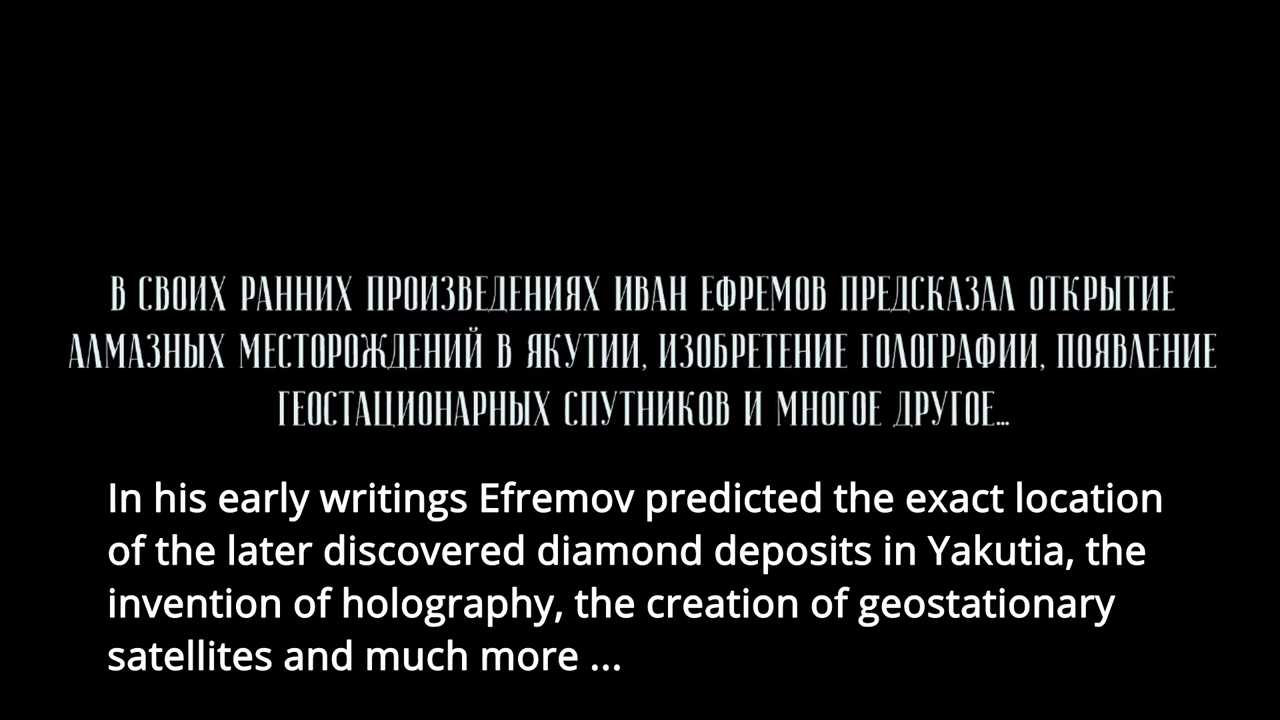 В СВОИХ РАННИХ ПРОИЗВЕДЕНИЯХ ИВАН ЕФРЕМОВ ПРЕДСКАЗАЛ ОТКРЫТИЕ
АЛМАЗНЫХ МЕСТОРОЖДЕНИЙ В ЯКУТИИ, ИЗОБРЕТЕНИЕ ГОЛОГРАФИИ, ПОЯВЛЕНИЕ
ГЕОСТАЦИОНАРНЫХ СПУТНИКОВ И МНОГОЕ ДРУГОЕ...
In his early writings Efremov predicted the exact location
of the later discovered diamond deposits in Yakutia, the
invention of holography, the creation of geostationary
satellites and much more ...